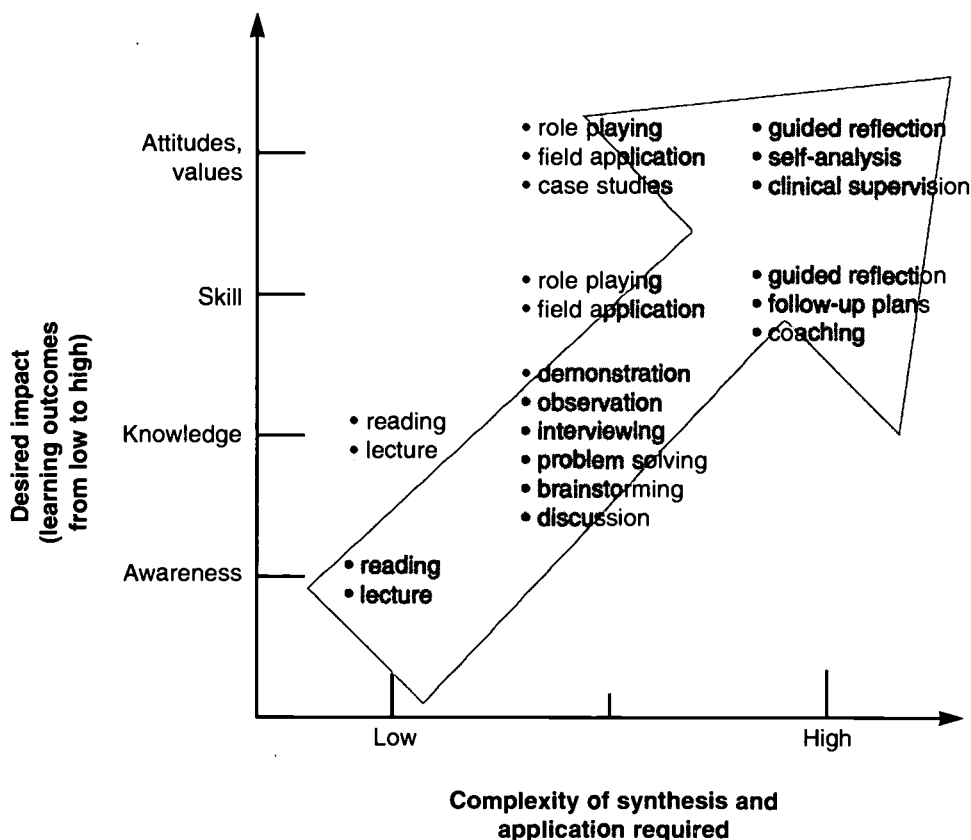 Desired impact
(learning outcomes
from low to high)
Attitudes,
values
• role playing
• field application
• case studies
• guided reflection
• self-analysis
• clinical supervision
Skill
• role playing
• field application
• guided reflection
• follow-up plans
• coaching
Knowledge
• reading
• lecture
• demonstration
• observation
• interviewing
• problem solving
• brainstorming
• discussion
Awareness
• reading
• lecture
Low
High
Complexity of synthesis and
application required